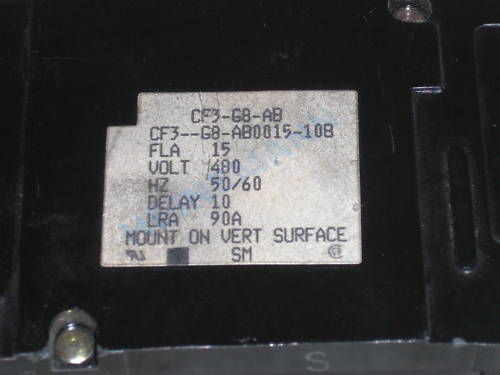 CF3-G8-AB
CF3--G8-AB0015-10B
FLA 15
VOLT 480
HZ 50/60
DELAY 10
LRA 90A
MOUNT ON VERT SURFACE
SM
S